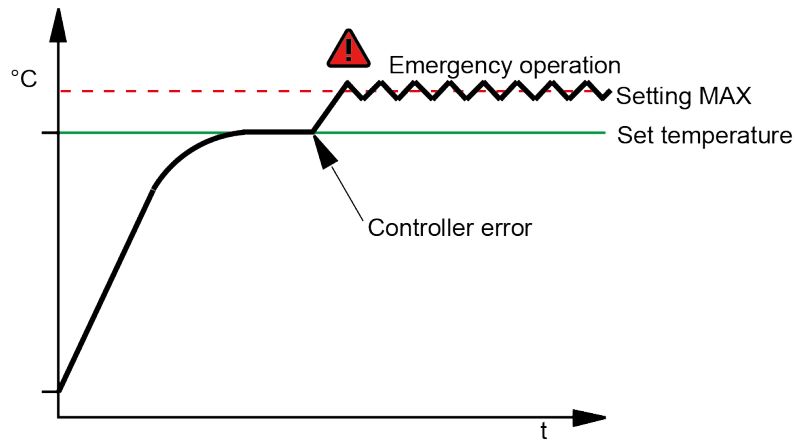 °C
Emergency operation
Setting MAX
Set temperature
Controller error
t